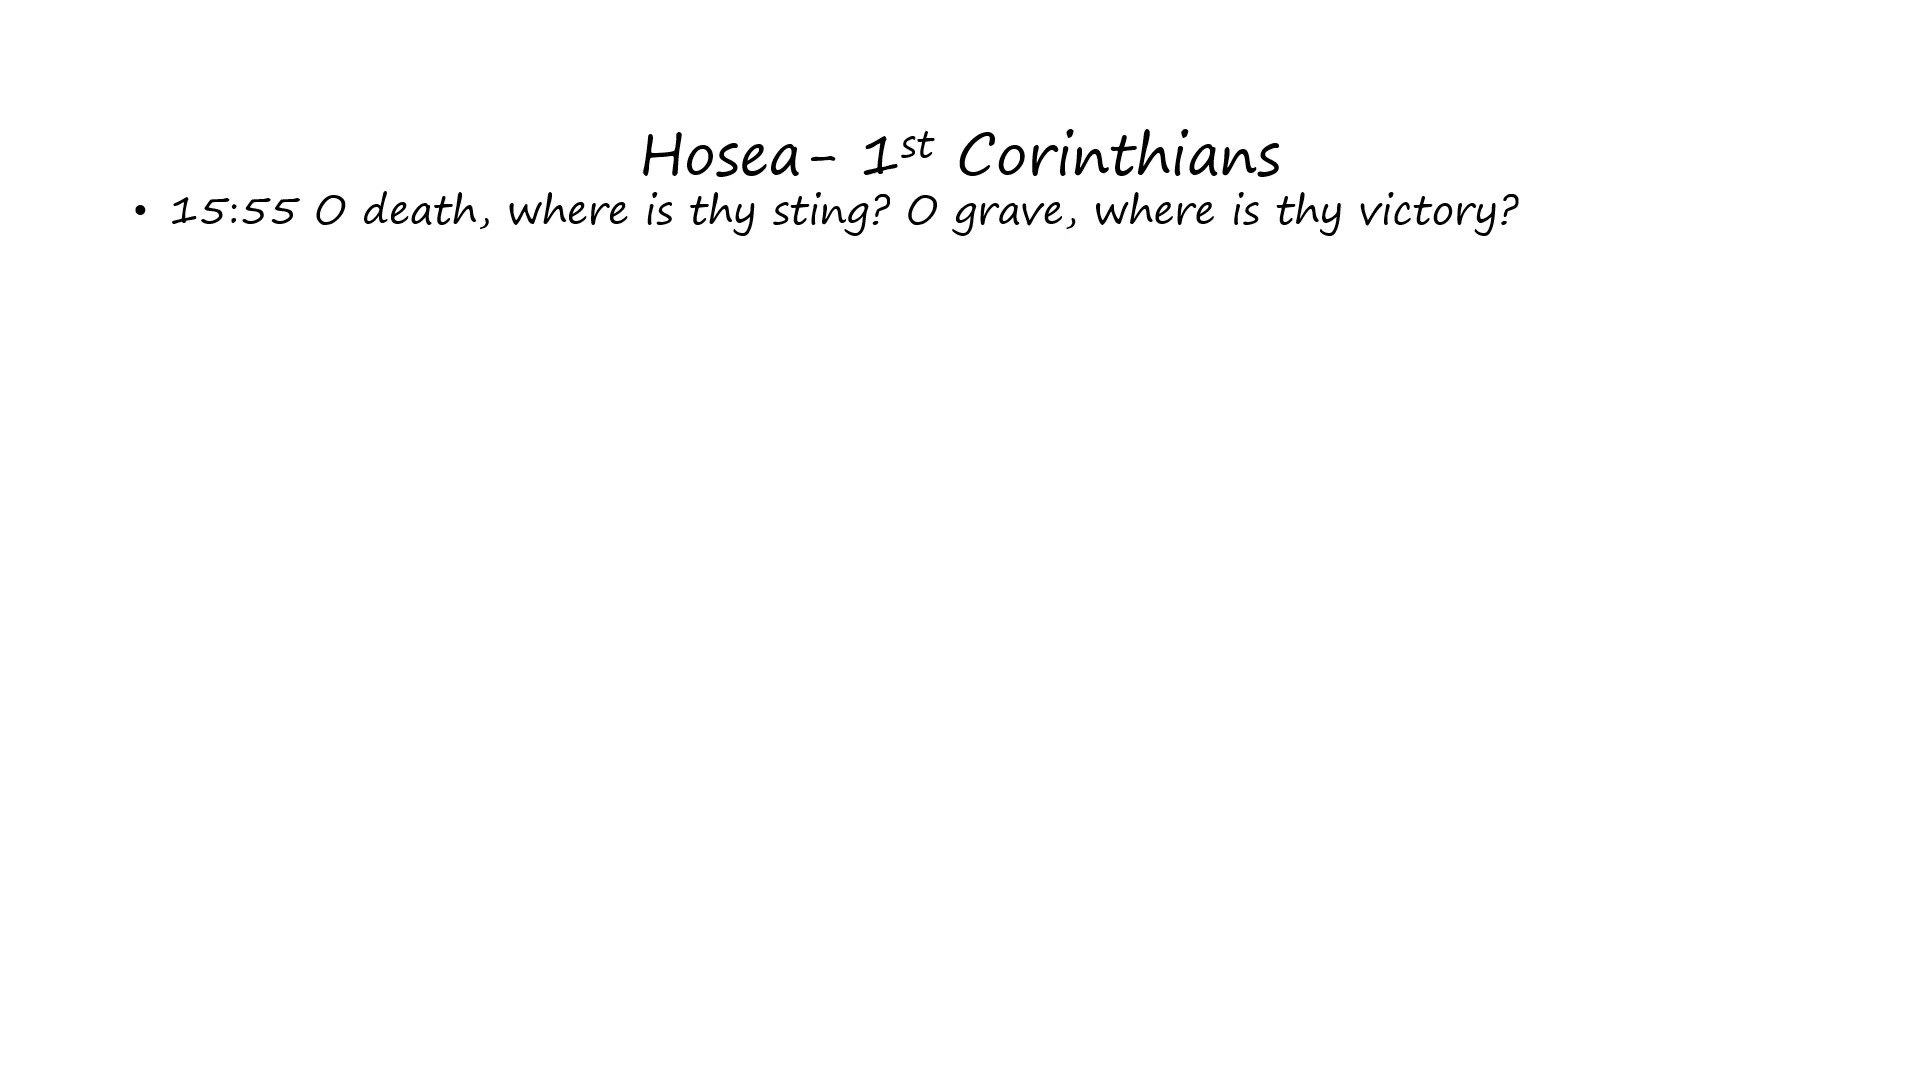 Hosea- 1st Corinthians
• 15:55 O death, where is thy sting? O grave, where is thy victory?